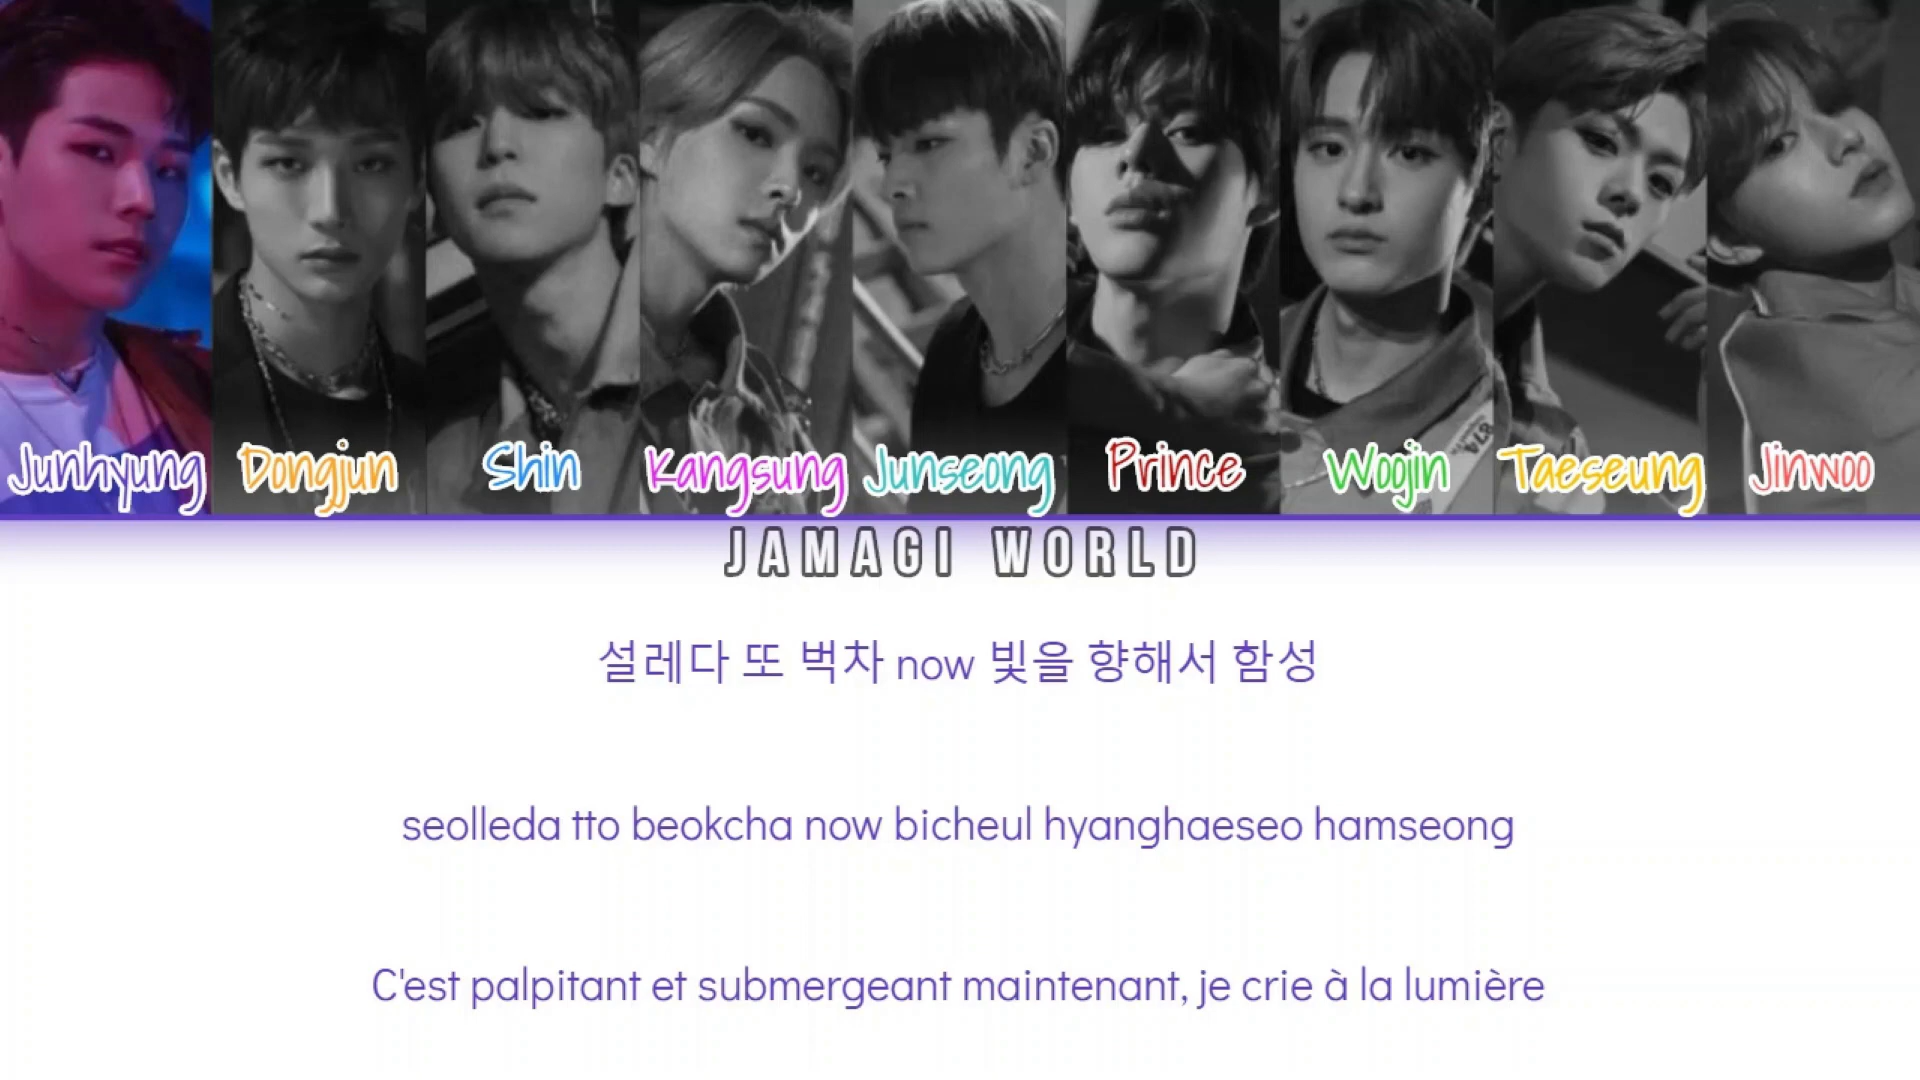 Junhyung Dongjun Shin Kangsung Junseong Prince Woojin Taeseung Jinwoo
JAMAGI WORLD
설레다 또 벅차 now 빛을 향해서 함성
seolleda tto beokcha now bicheul hyanghaeseo hamseong
C'est palpitant et submergeant maintenant, je crie à la lumière